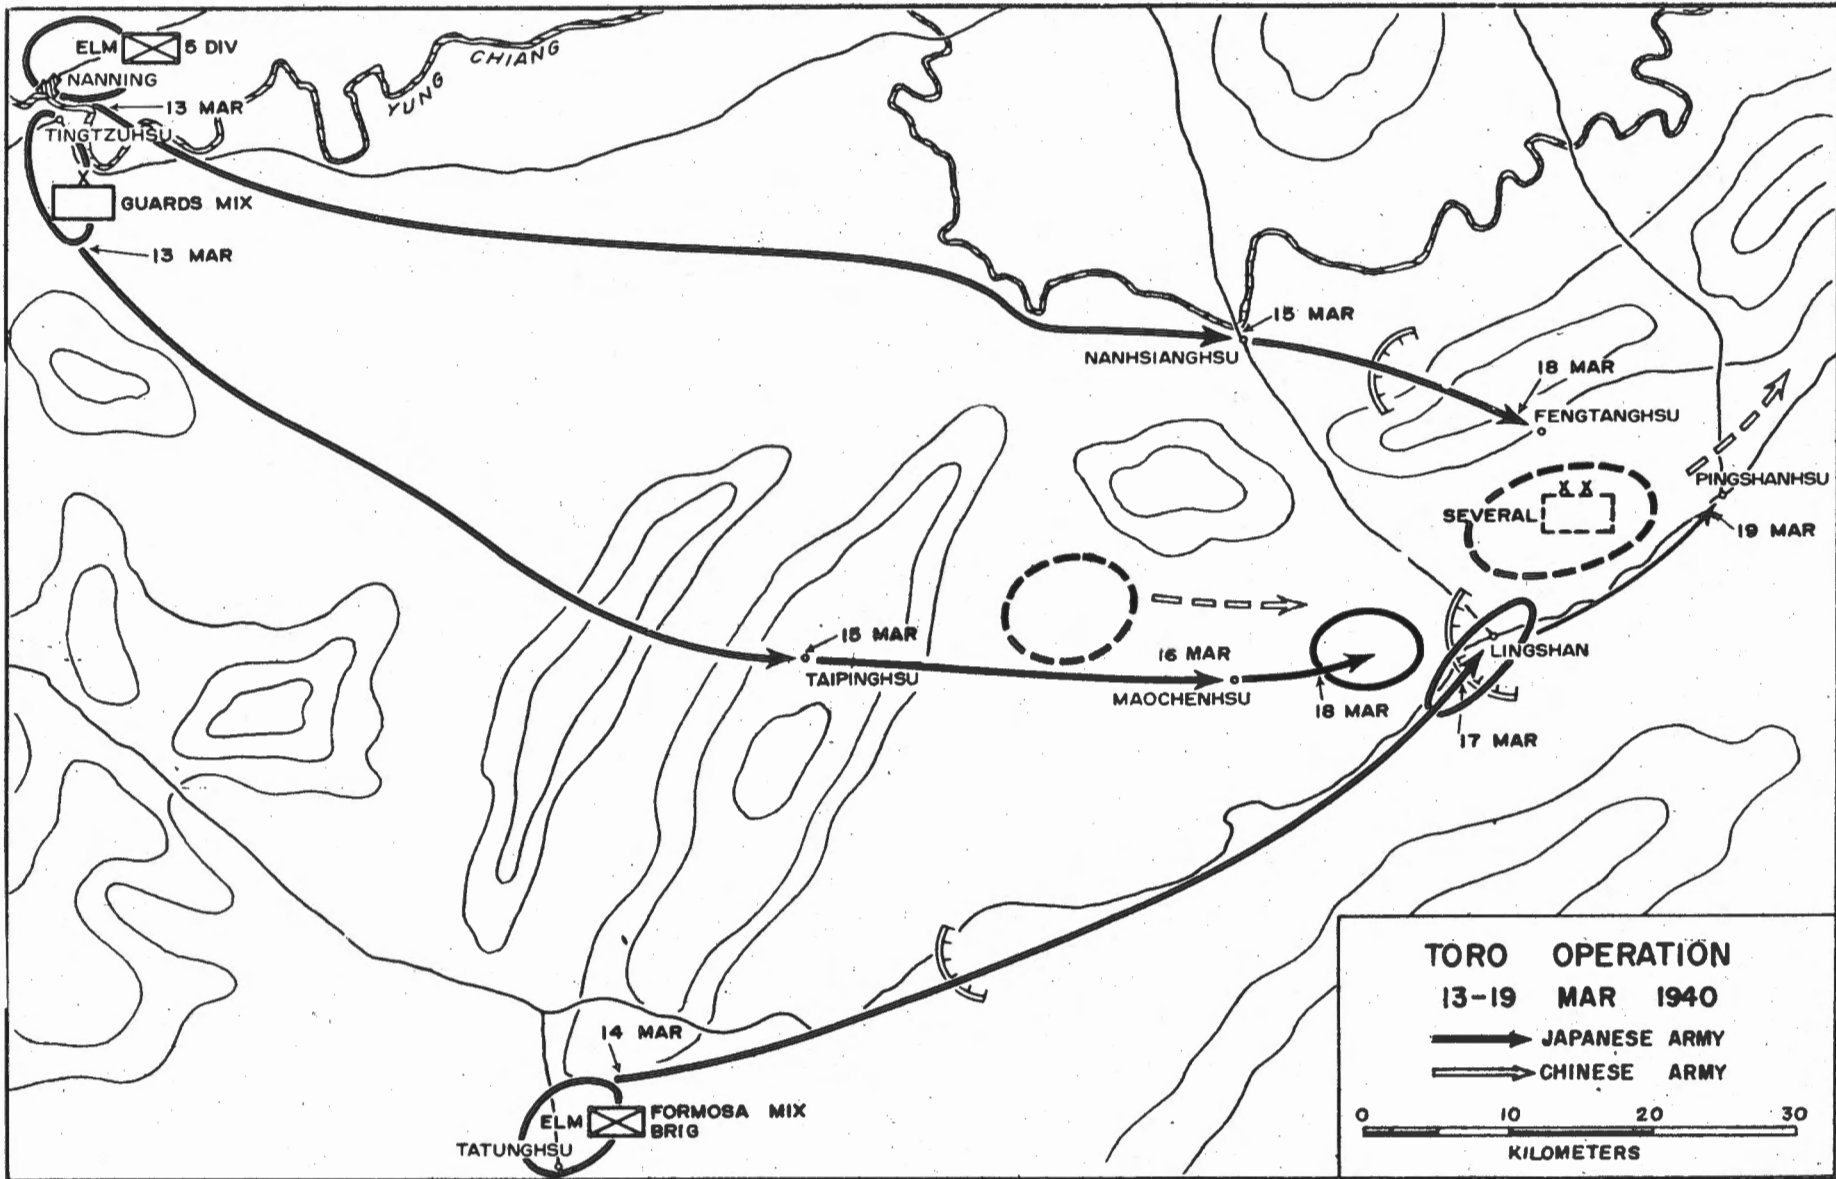 ELM 5 DIV
NANNING
13 MAR
YUNG CHIANG
TINGTZUHSU
X
GUARDS MIX
13 MAR
15 MAR
NANHSIANGHSU
18 MAR
FENGTANGHSU
PINGSHANHSU
X X
SEVERAL
19 MAR
15 MAR
TAIPINGHSU
16 MAR
MAOCHENHSU
18 MAR
LINGSHAN
17 MAR
14 MAR
ELM FORMOSA MIX
BRIG
TATUNGHSU
TORO OPERATION
13-19 MAR 1940
JAPANESE ARMY
CHINESE ARMY
0 10 20 30
KILOMETERS